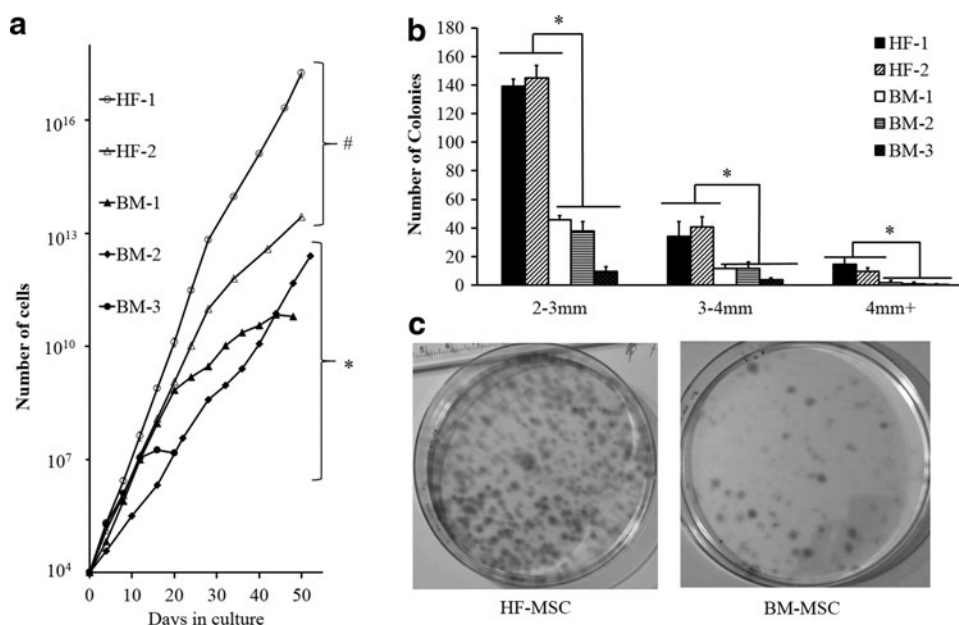 a
10^16
10^13
10^10
10^7
10^4
Number of cells
HF-1
HF-2
BM-1
BM-2
BM-3
#
*
0 10 20 30 40 50
Days in culture
b
180
160
140
120
100
80
60
40
20
0
Number of Colonies
*
*
*
HF-1
HF-2
BM-1
BM-2
BM-3
2-3mm 3-4mm 4mm+
c
HF-MSC BM-MSC